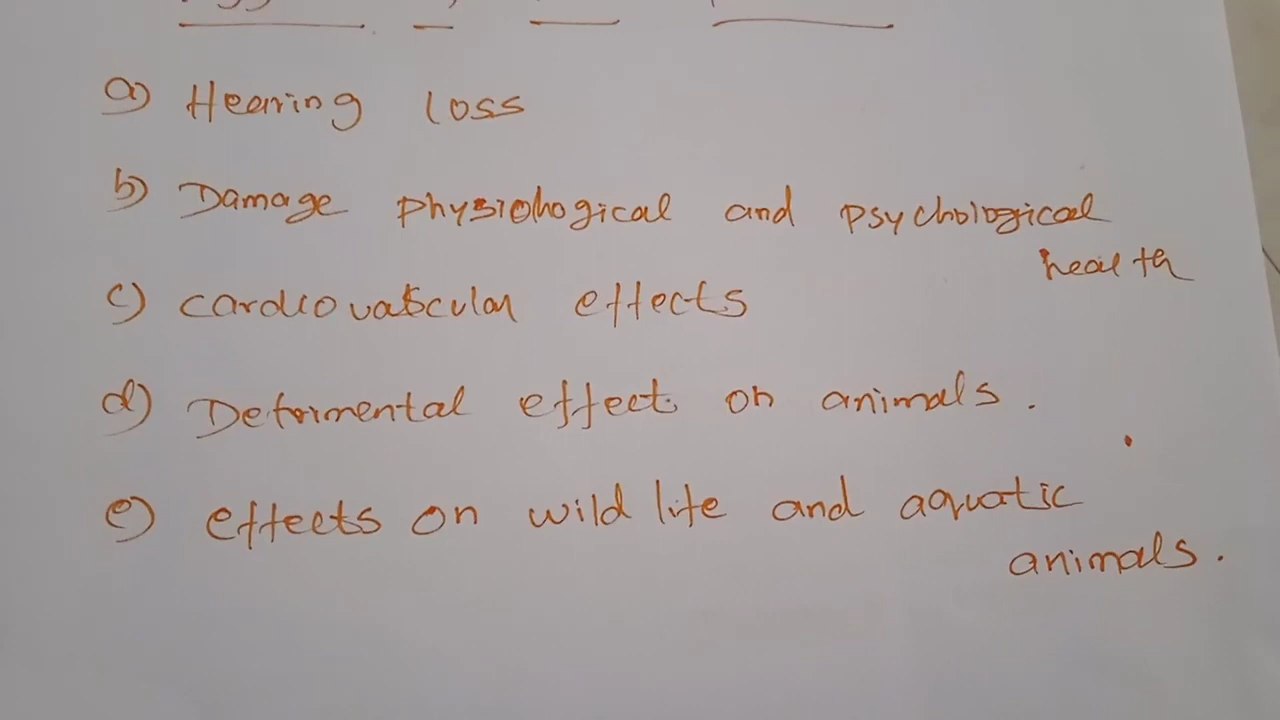 a) Hearing loss
b) Damage physiological and psychological
health
c) cardiovascular effects
d) Detrimental effect on animals.
e) effects on wild life and aquatic
animals.